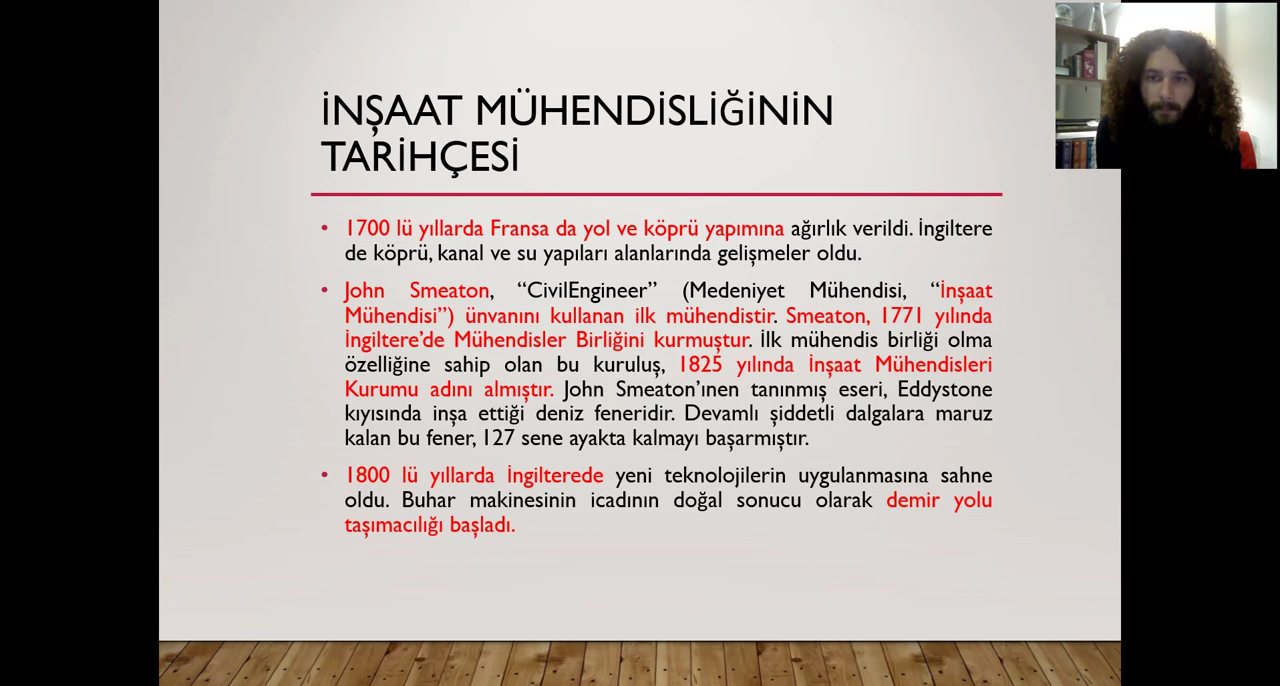 İNŞAAT MÜHENDİSLİĞİNİN
TARİHÇESİ
• 1700 lü yıllarda Fransa da yol ve köprü yapımına ağırlık verildi. İngiltere
de köprü, kanal ve su yapıları alanlarında gelişmeler oldu.
• John Smeaton, “CivilEngineer” (Medeniyet Mühendisi, “İnşaat
Mühendisi”) ünvanını kullanan ilk mühendistir. Smeaton, 1771 yılında
İngiltere’de Mühendisler Birliğini kurmuştur. İlk mühendis birliği olma
özelliğine sahip olan bu kuruluş, 1825 yılında İnşaat Mühendisleri
Kurumu adını almıştır. John Smeaton’ınen tanınmış eseri, Eddystone
kıyısında inşa ettiği deniz feneridir. Devamlı şiddetli dalgalara maruz
kalan bu fener, 127 sene ayakta kalmayı başarmıştır.
• 1800 lü yıllarda İngilterede yeni teknolojilerin uygulanmasına sahne
oldu. Buhar makinesinin icadının doğal sonucu olarak demir yolu
taşımacılığı başladı.